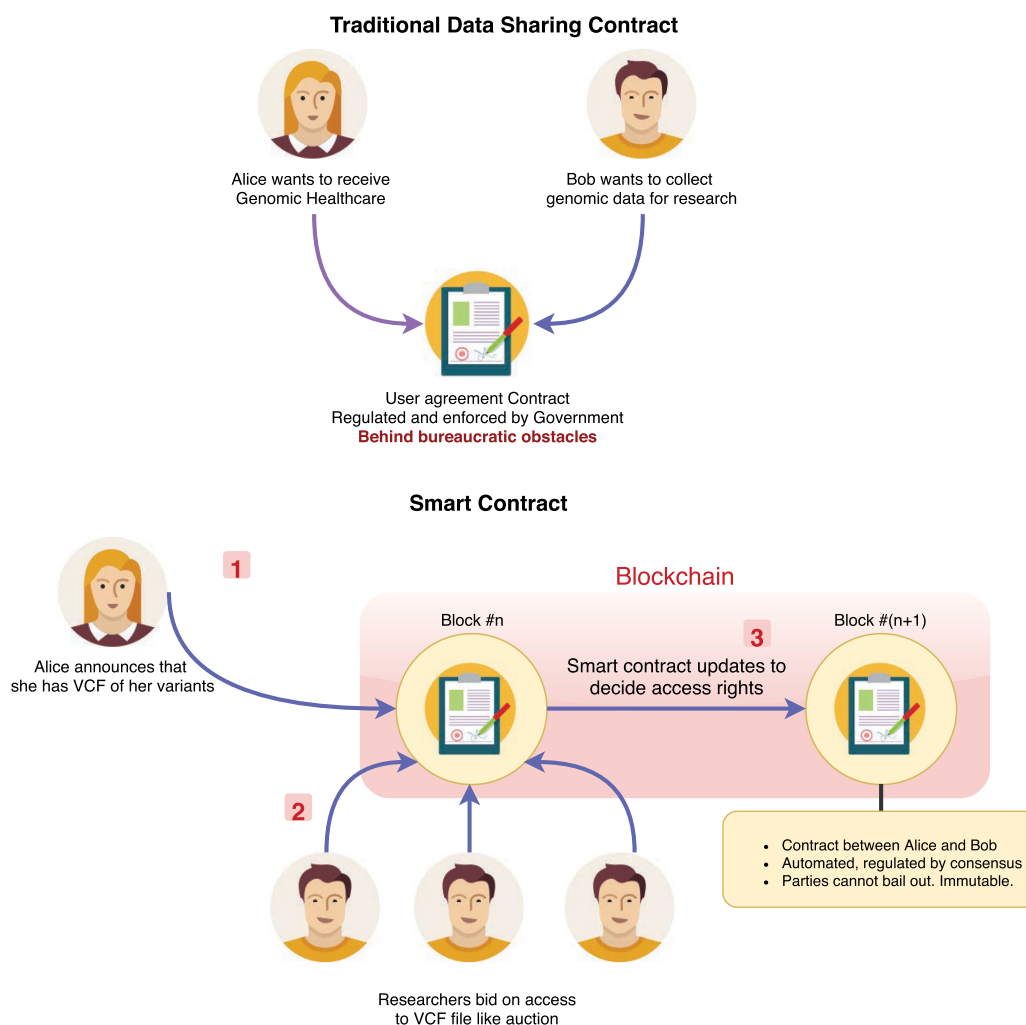 Traditional Data Sharing Contract
Alice wants to receive
Genomic Healthcare
Bob wants to collect
genomic data for research
User agreement Contract
Regulated and enforced by Government
Behind bureaucratic obstacles
Smart Contract
1
Alice announces that
she has VCF of her variants
Blockchain
Block #n
3
Smart contract updates to
decide access rights
Block #(n+1)
2
• Contract between Alice and Bob
• Automated, regulated by consensus
• Parties cannot bail out. Immutable.
Researchers bid on access
to VCF file like auction